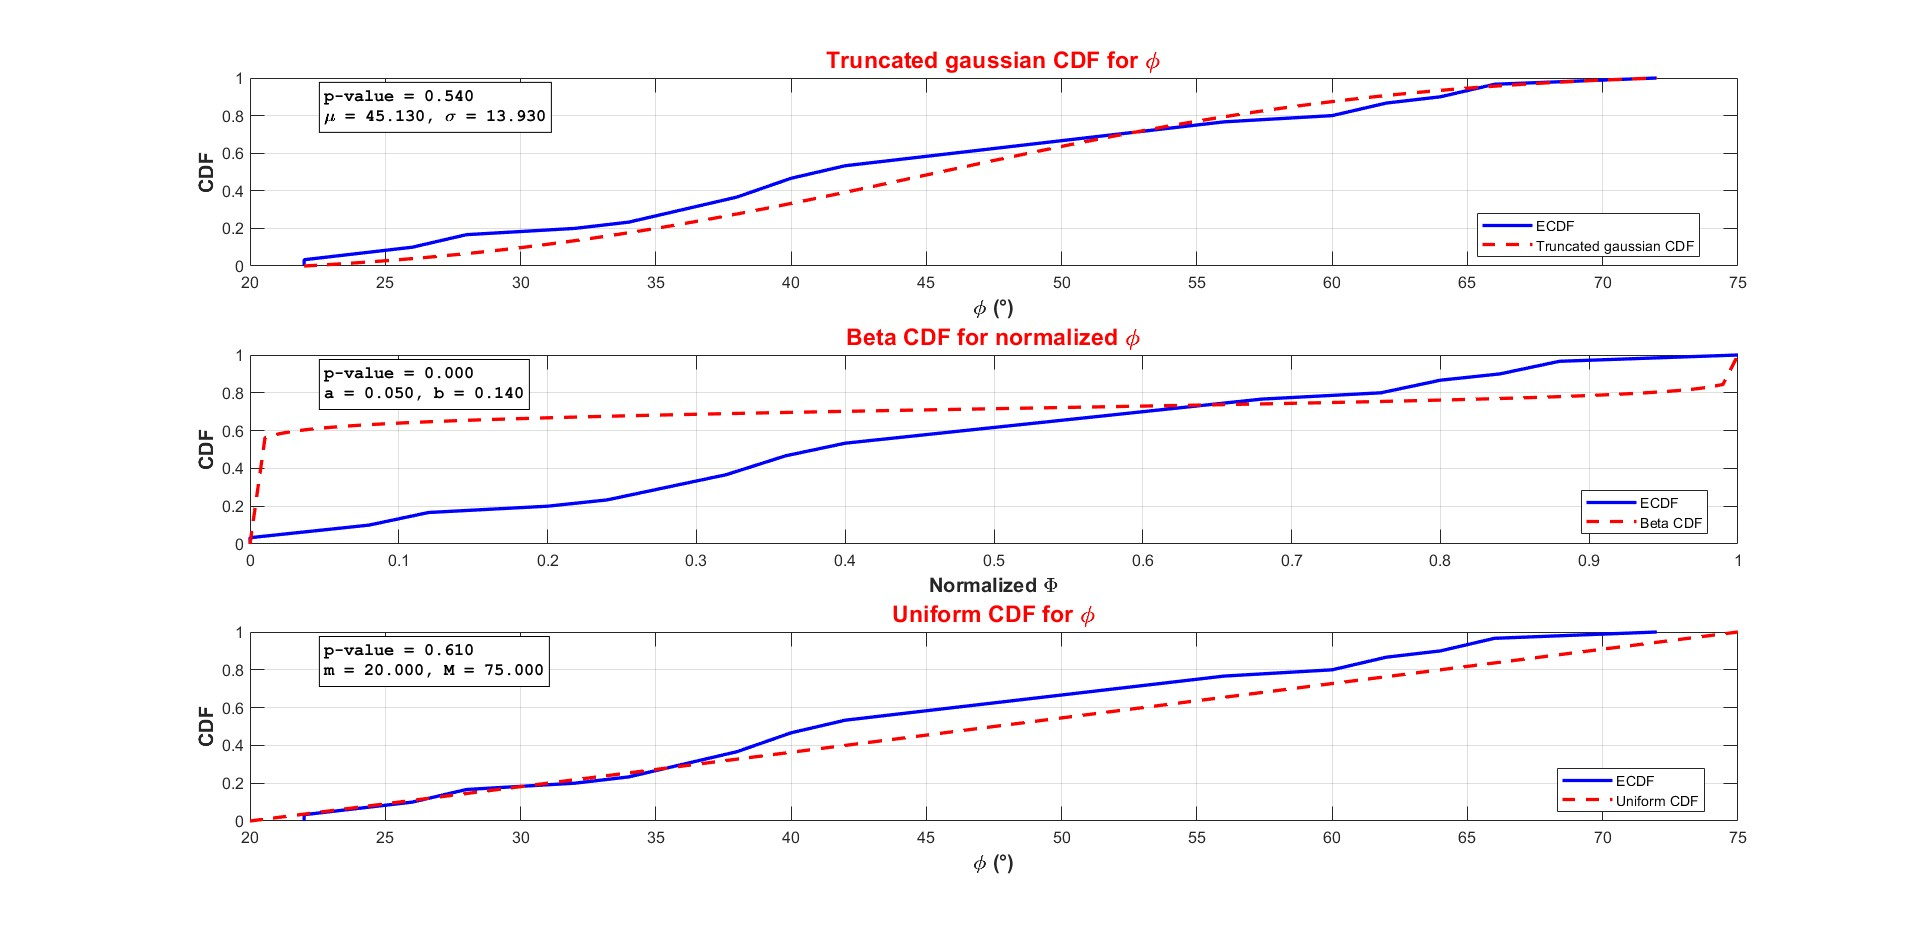 Truncated gaussian CDF for ϕ
p-value = 0.540
μ = 45.130, σ = 13.930
CDF
1
0.8
0.6
0.4
0.2
0
20 25 30 35 40 45 50 55 60 65 70 75
ϕ (°)
ECDF
Truncated gaussian CDF
Beta CDF for normalized ϕ
p-value = 0.000
a = 0.050, b = 0.140
CDF
1
0.8
0.6
0.4
0.2
0
0 0.1 0.2 0.3 0.4 0.5 0.6 0.7 0.8 0.9 1
Normalized Φ
ECDF
Beta CDF
Uniform CDF for ϕ
p-value = 0.610
m = 20.000, M = 75.000
CDF
1
0.8
0.6
0.4
0.2
0
20 25 30 35 40 45 50 55 60 65 70 75
ϕ (°)
ECDF
Uniform CDF